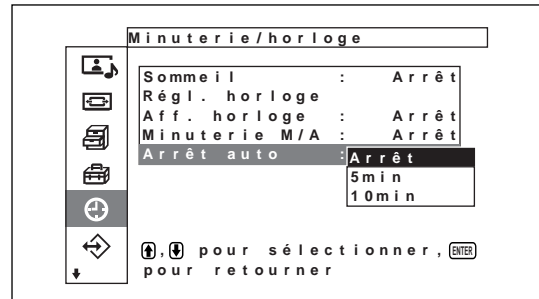 Minuterie/horloge
Sommeil : Arrêt
Régl. horloge
Aff. horloge : Arrêt
Minuterie M/A : Arrêt
Arrêt auto : Arrêt
5min
10min
, pour sélectionner, ENTER
pour retourner